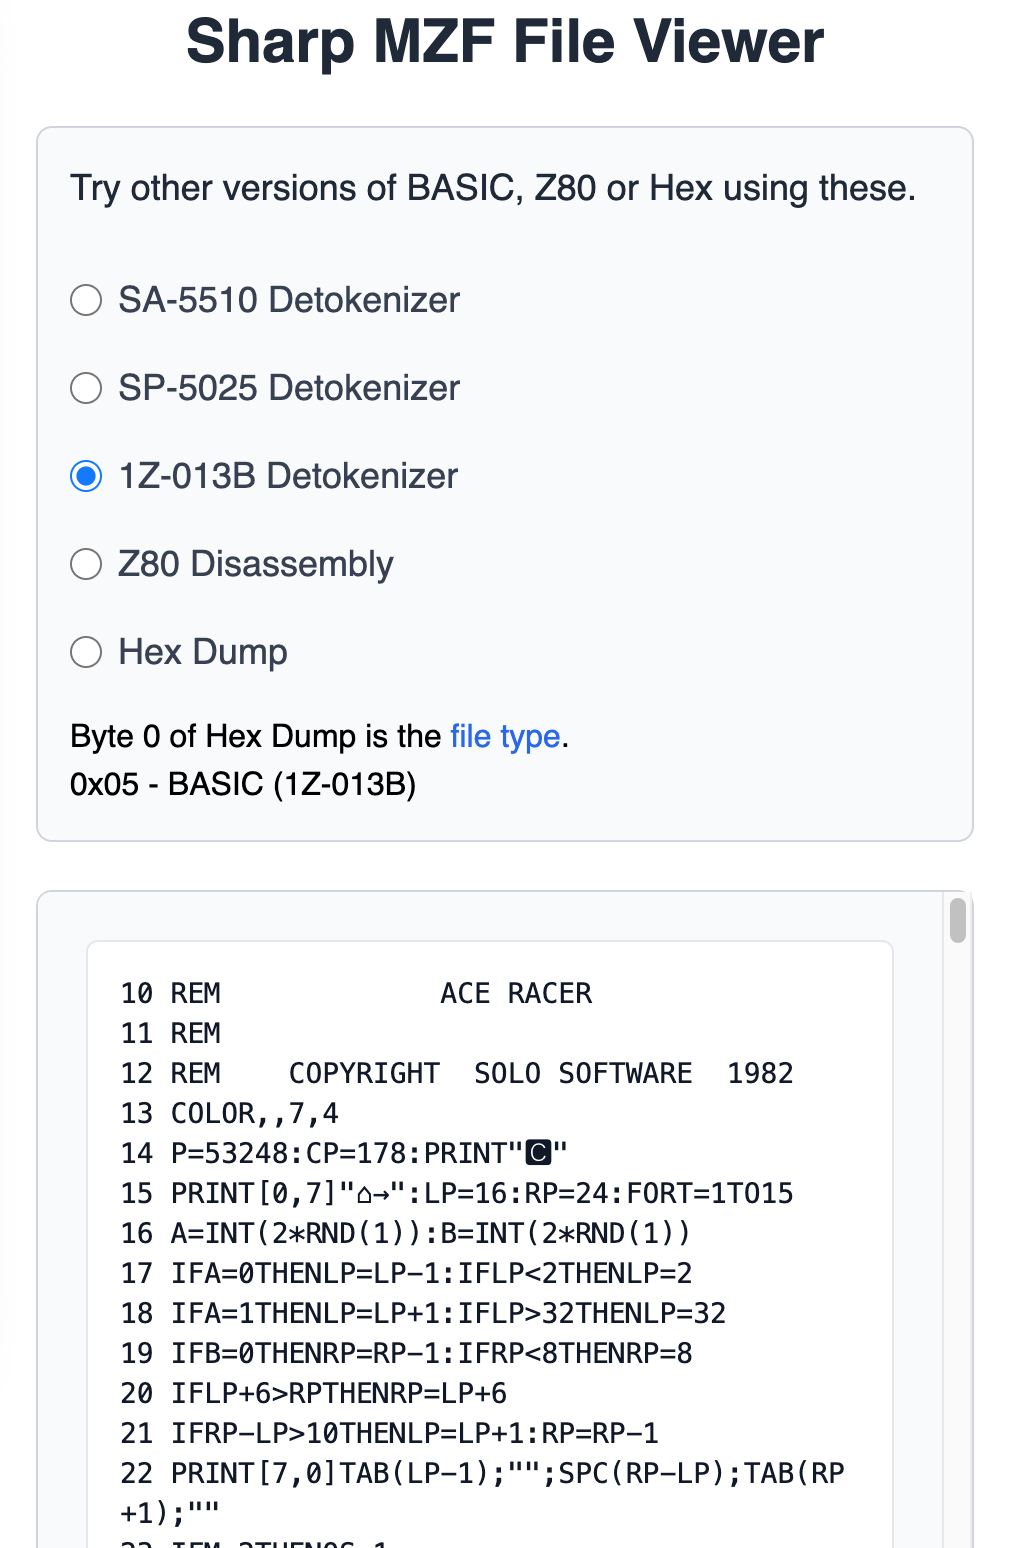 Sharp MZF File Viewer
Try other versions of BASIC, Z80 or Hex using these.
SA-5510 Detokenizer
SP-5025 Detokenizer
1Z-013B Detokenizer
Z80 Disassembly
Hex Dump
Byte 0 of Hex Dump is the file type.
0x05 - BASIC (1Z-013B)
10 REM             ACE RACER
11 REM
12 REM    COPYRIGHT  SOLO SOFTWARE  1982
13 COLOR,,7,4
14 P=53248:CP=178:PRINT"🅲"
15 PRINT[0,7]"⌂→":LP=16:RP=24:FORT=1TO15
16 A=INT(2*RND(1)):B=INT(2*RND(1))
17 IFA=0THENLP=LP-1:IFLP<2THENLP=2
18 IFA=1THENLP=LP+1:IFLP>32THENLP=32
19 IFB=0THENRP=RP-1:IFRP<8THENRP=8
20 IFLP+6>RPTHENRP=LP+6
21 IFRP-LP>10THENLP=LP+1:RP=RP-1
22 PRINT[7,0]TAB(LP-1);"";SPC(RP-LP);TAB(RP
+1);""